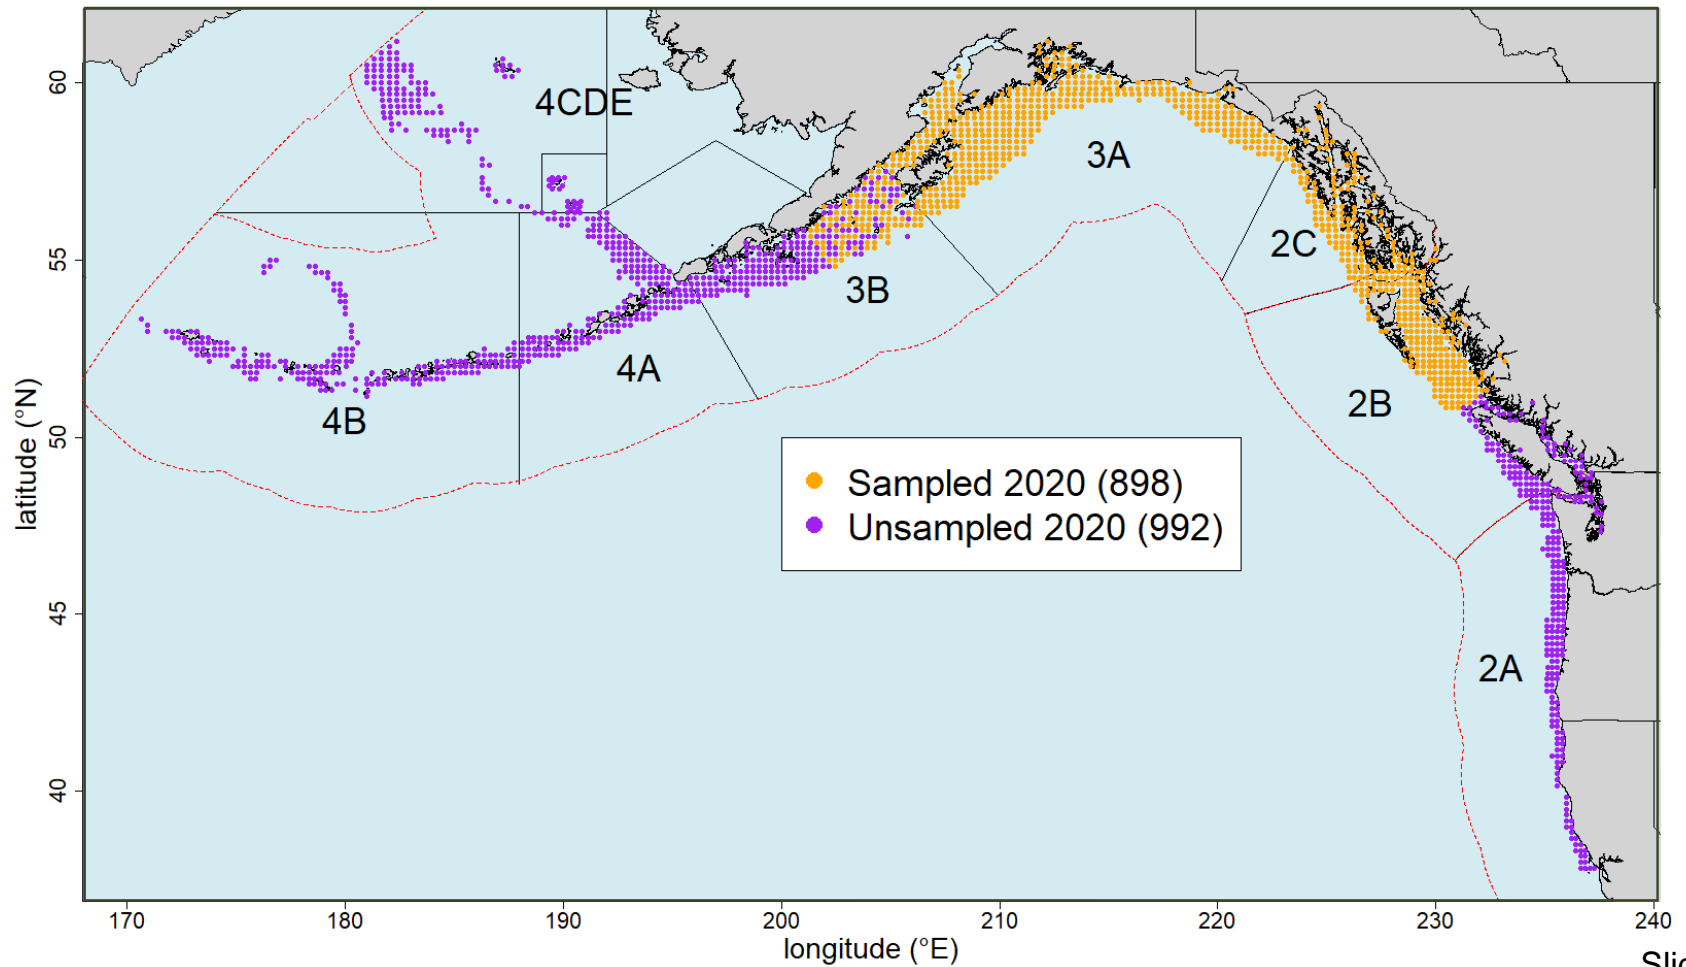 60
55
50
45
40
latitude (°N)
4CDE
3A
2C
3B
4A
2B
4B
2A
Sampled 2020 (898)
Unsampled 2020 (992)
170
180
190
200
210
220
230
240
longitude (°E)